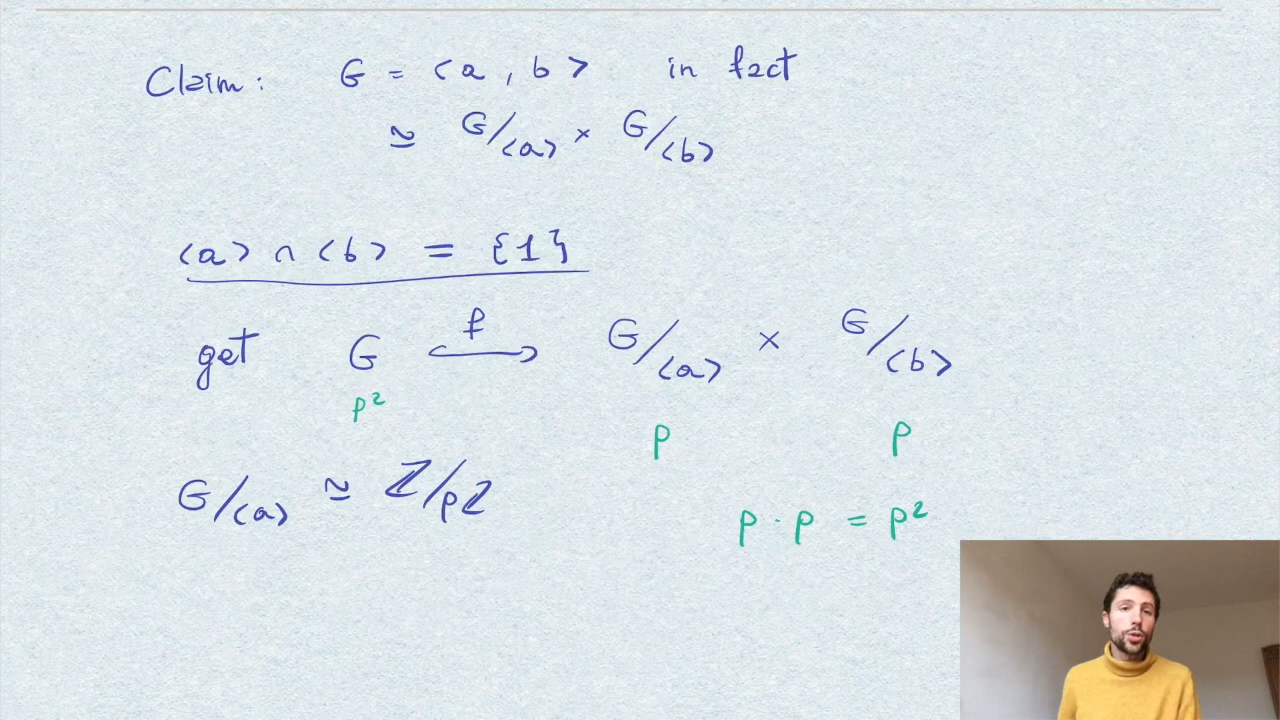 Claim: G = <a, b> in fact
≃ G/<a> × G/<b>
<a> ∩ <b> = {1}
get G f G/<a> × G/<b>
p² p p
G/<a> ≃ ℤ/pℤ
p · p = p²